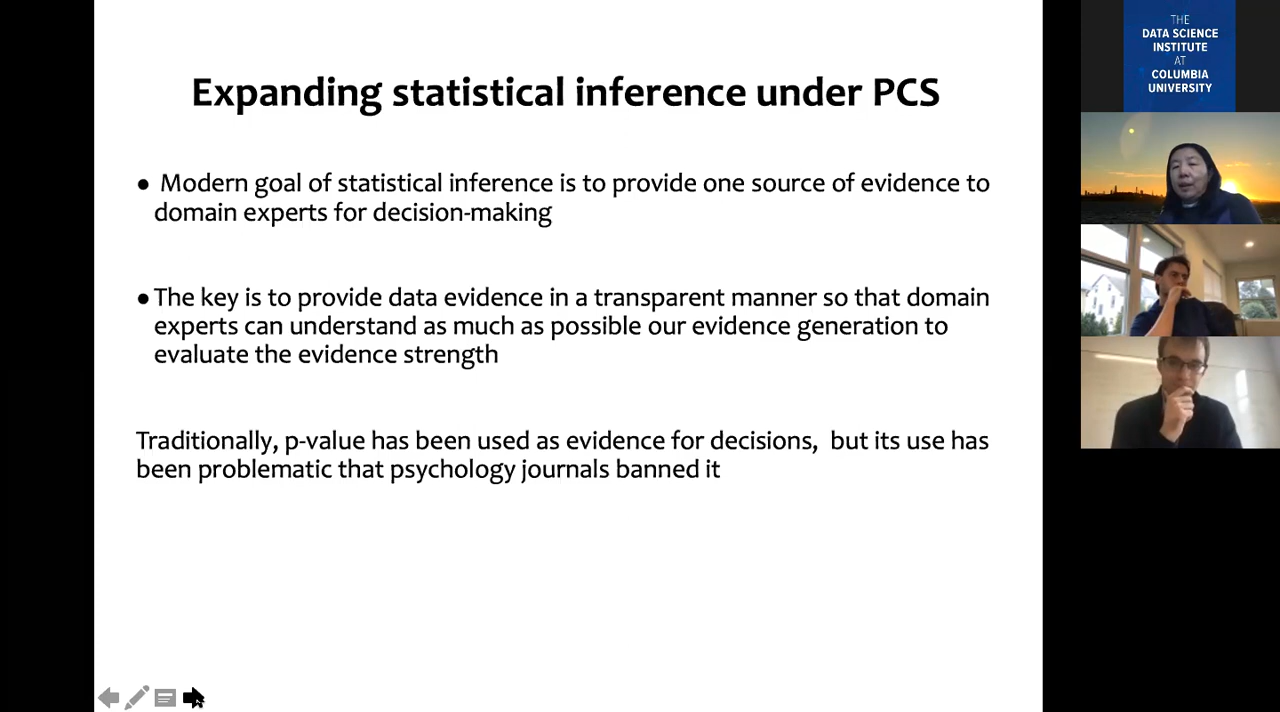 Expanding statistical inference under PCS
● Modern goal of statistical inference is to provide one source of evidence to
domain experts for decision-making
● The key is to provide data evidence in a transparent manner so that domain
experts can understand as much as possible our evidence generation to
evaluate the evidence strength
Traditionally, p-value has been used as evidence for decisions,  but its use has
been problematic that psychology journals banned it
THE
DATA SCIENCE
INSTITUTE
AT
COLUMBIA
UNIVERSITY